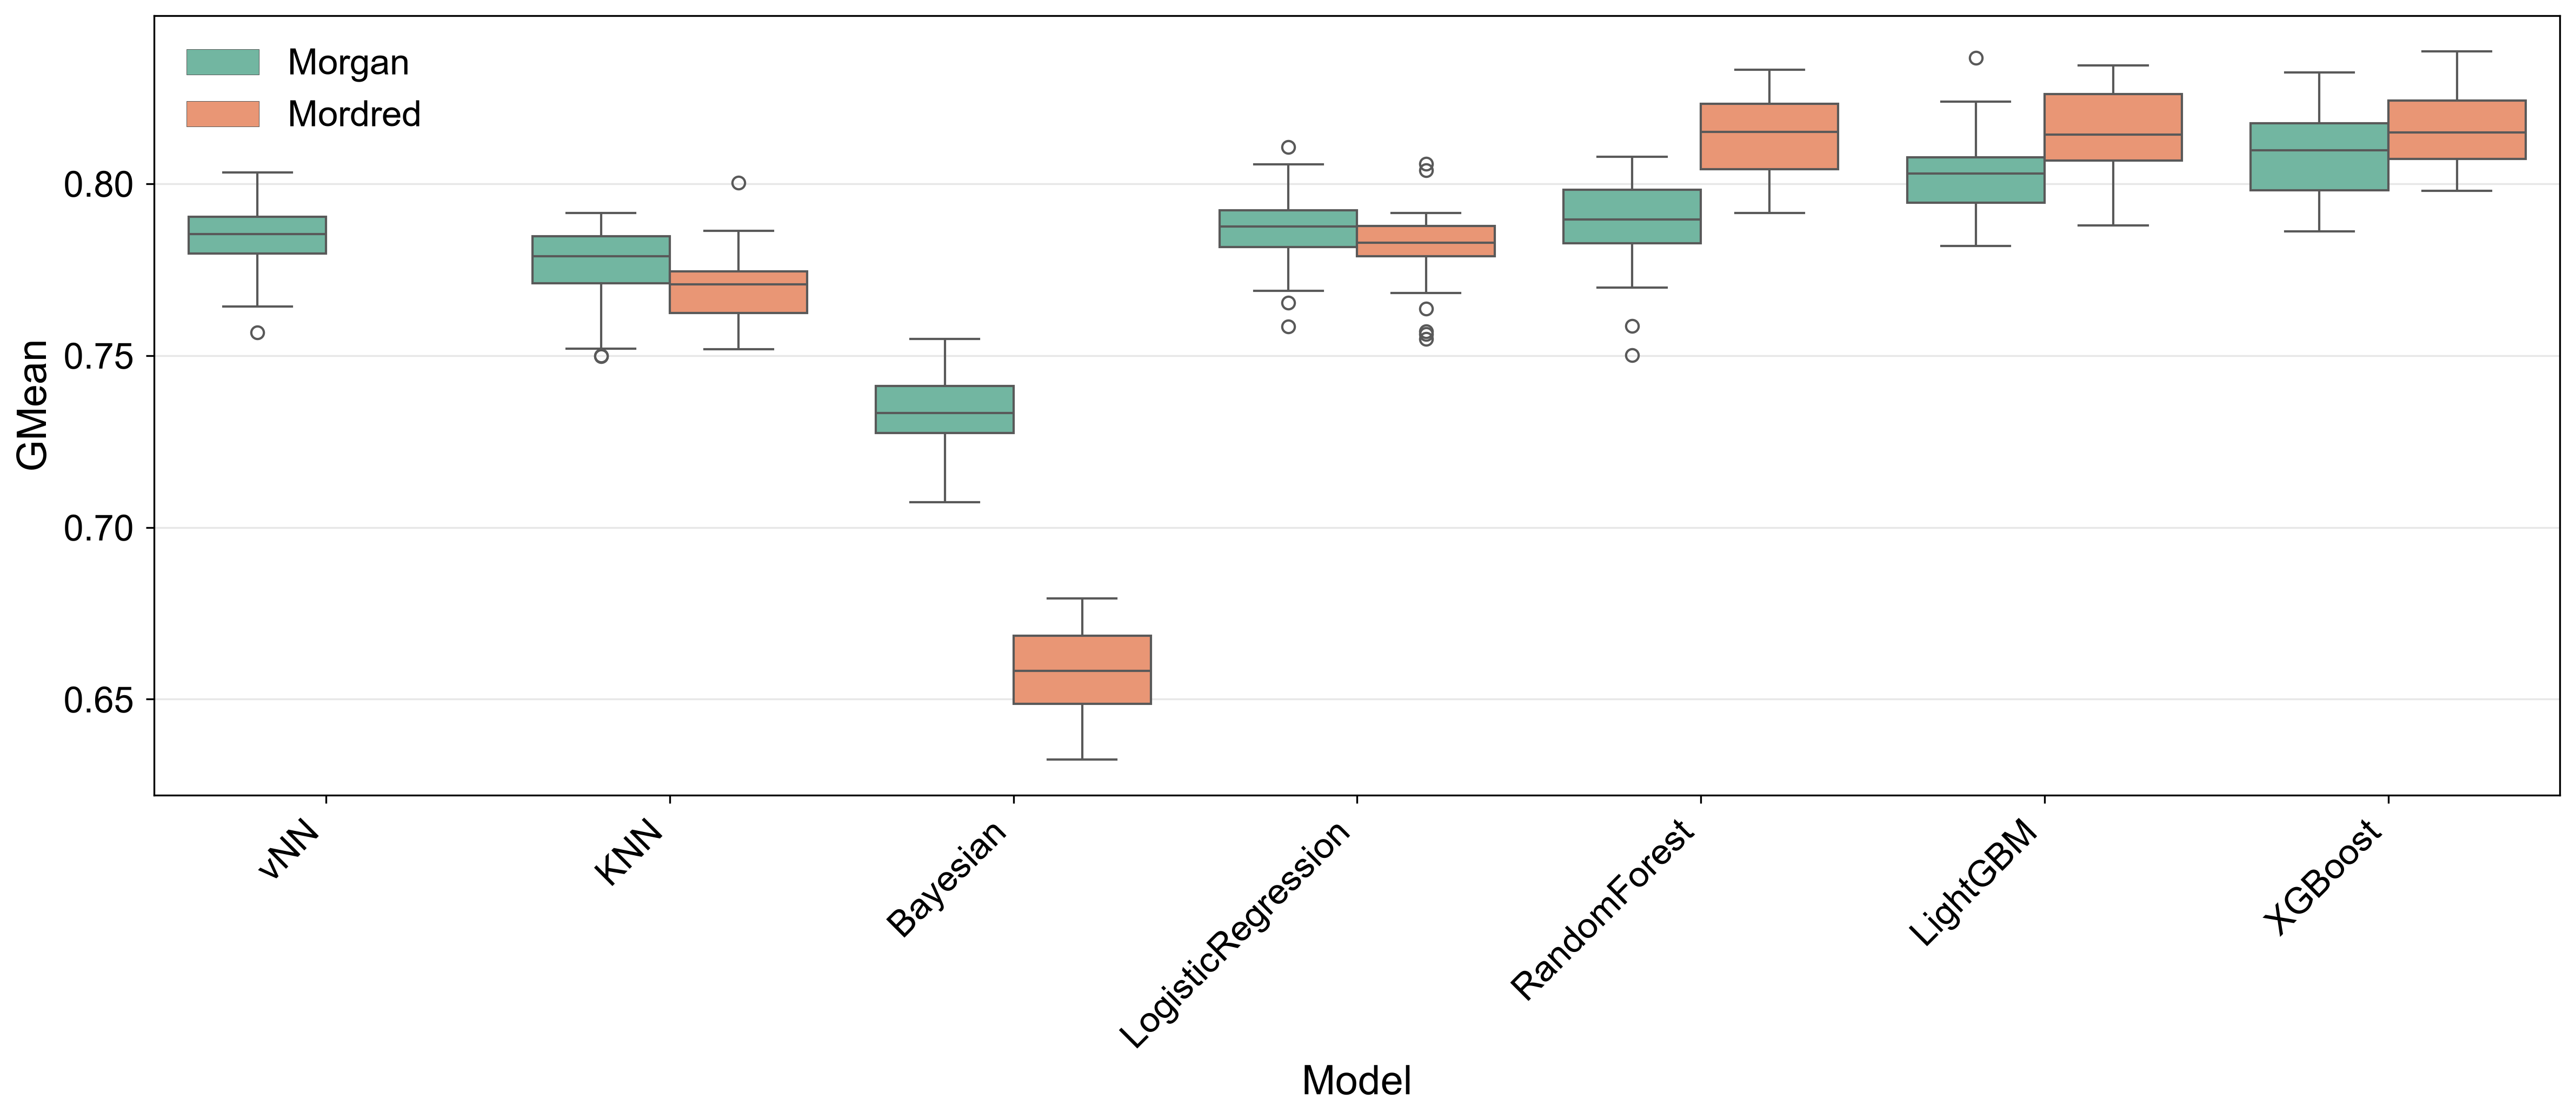 Morgan
Mordred
GMean
0.80
0.75
0.70
0.65
vNN
KNN
Bayesian
LogisticRegression
RandomForest
LightGBM
XGBoost
Model